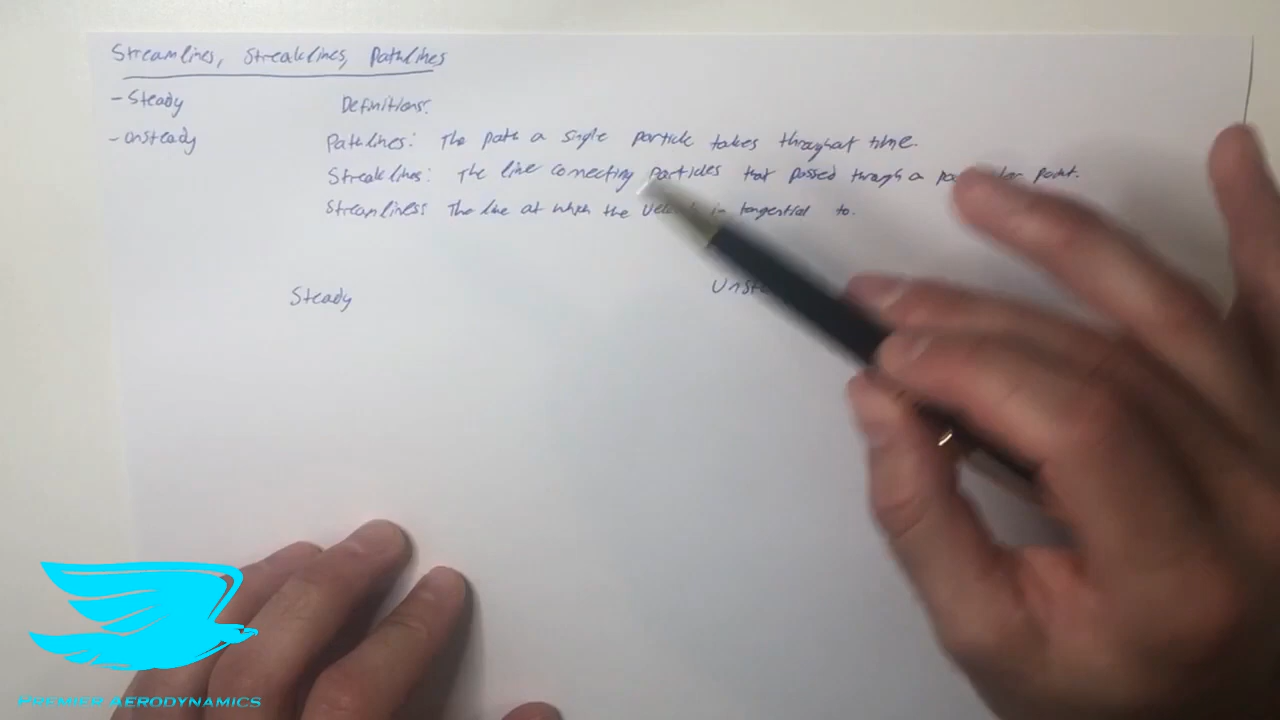 Streamlines, Streaklines, Pathlines
- Steady Definitions:
- Unsteady Pathlines: The path a single particle takes throughout time.
Streaklines: The line connecting particles that passed through a point.
Streamlines The line at which the is tangential to.
Steady
PREMIER AERODYNAMICS